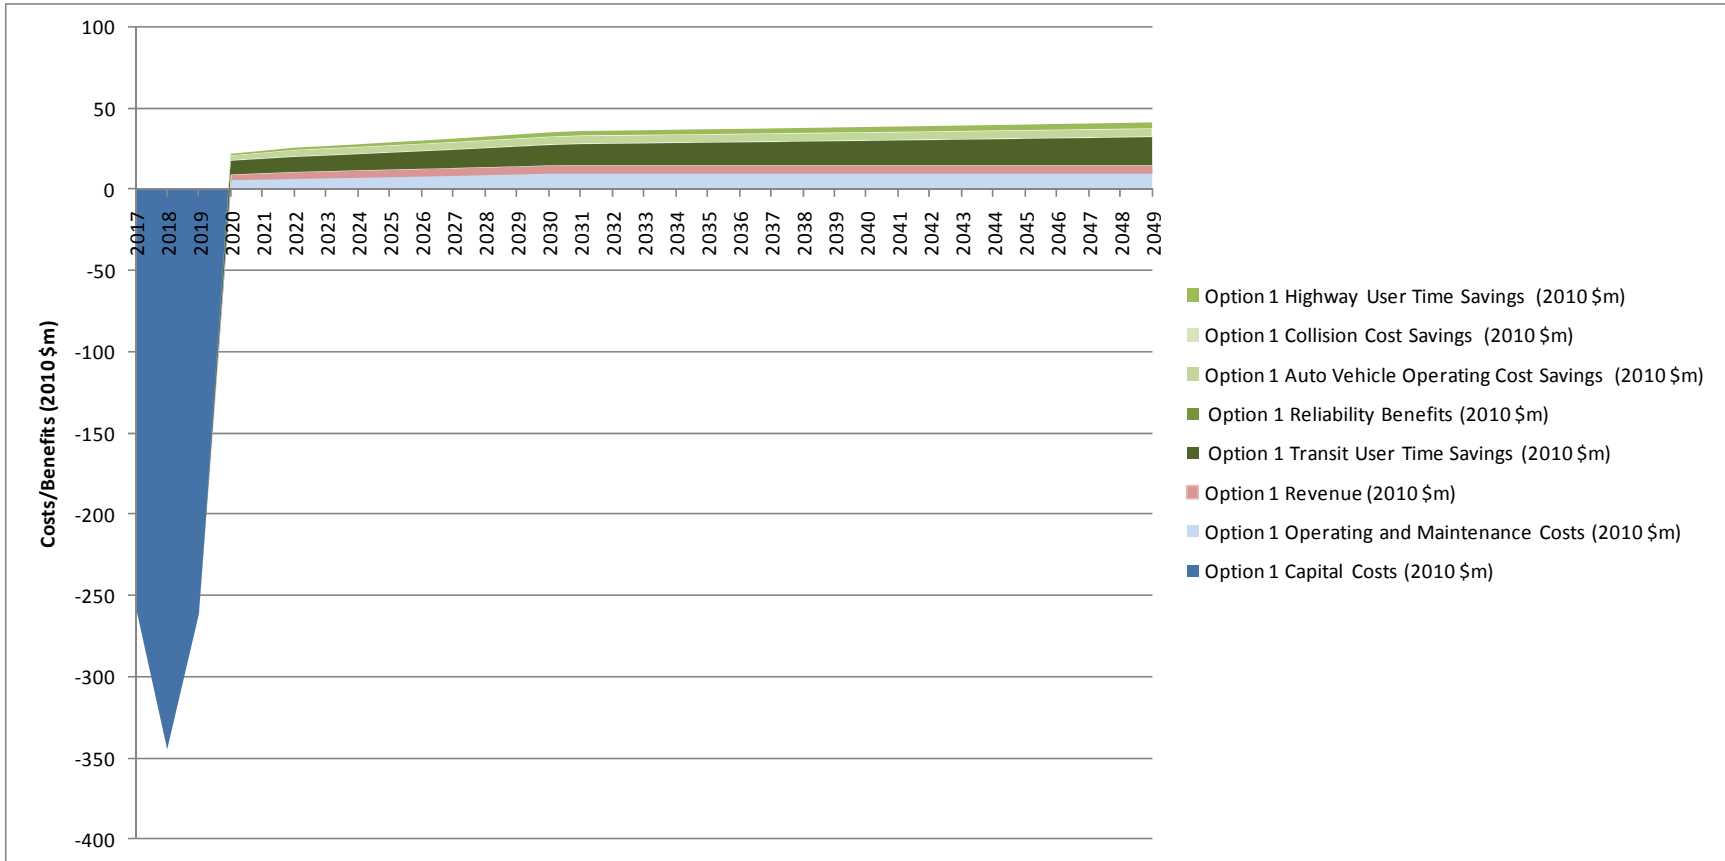 100
50
0
-50
-100
-150
-200
-250
-300
-350
-400
Costs/Benefits (2010 $m)
2017 2018 2019 2020 2021 2022 2023 2024 2025 2026 2027 2028 2029 2030 2031 2032 2033 2034 2035 2036 2037 2038 2039 2040 2041 2042 2043 2044 2045 2046 2047 2048 2049
Option 1 Highway User Time Savings (2010 $m)
Option 1 Collision Cost Savings (2010 $m)
Option 1 Auto Vehicle Operating Cost Savings (2010 $m)
Option 1 Reliability Benefits (2010 $m)
Option 1 Transit User Time Savings (2010 $m)
Option 1 Revenue (2010 $m)
Option 1 Operating and Maintenance Costs (2010 $m)
Option 1 Capital Costs (2010 $m)